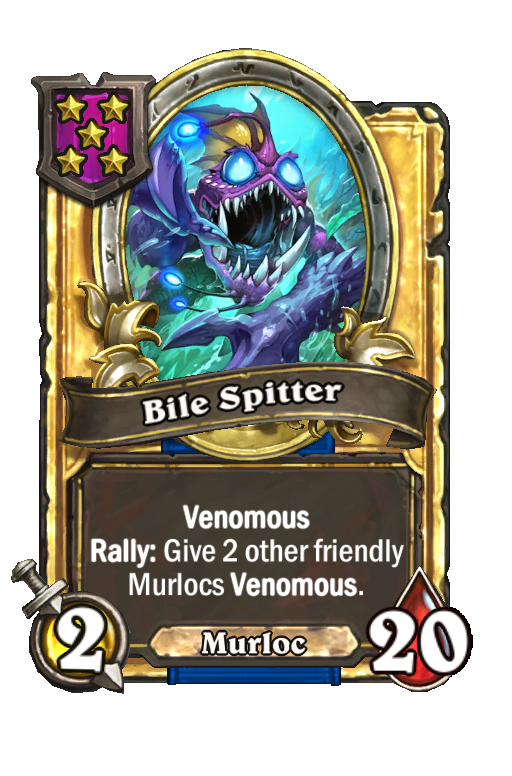 Bile Spitter
Venomous
Rally: Give 2 other friendly
Murlocs Venomous.
2
Murloc
20